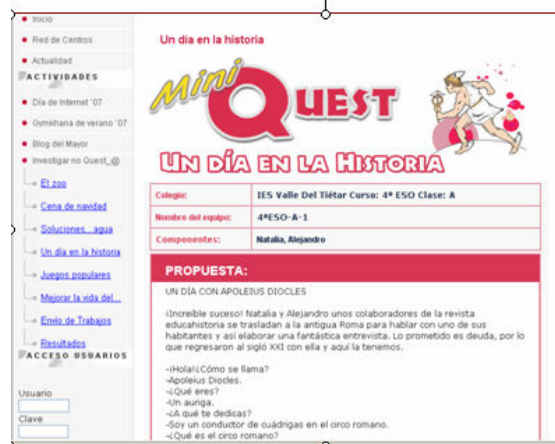 Inicio
Red de Centros
Actualidad
ACTIVIDADES
Día de Internet '07
Gymkhana de verano '07
Blog del Mayor
Investigar no Quest_@
El zoo
Cena de navidad
Soluciones...agua
Un día en la historia
Juegos populares
Mejorar la vida del...
Envío de Trabajos
Resultados
ACCESO USUARIOS
Usuario
Clave
Un día en la historia
Mini QUEST
UN DÍA EN LA HISTORIA
Colegio: IES Valle Del Tiétar Curso: 4º ESO Clase: A
Nombre del equipo: 4ºESO-A-1
Componentes: Natalia, Alejandro
PROPUESTA:
UN DÍA CON APOLEIUS DIOCLES
¡Increíble suceso! Natalia y Alejandro unos colaboradores de la revista
educahistoria se trasladan a la antigua Roma para hablar con uno de sus
habitantes y asi elaborar una fantástica entrevista. Lo prometido es deuda, por lo
que regresaron al sigló XXI con ella y aquí la tenemos.
-¡Hola!¿Cómo se llama?
-Apoleius Diocles.
-¿Qué eres?
-Un auriga.
-¿A qué te dedicas?
-Soy un conductor de cuádrigas en el circo romano.
-¿Qué es el circo romano?